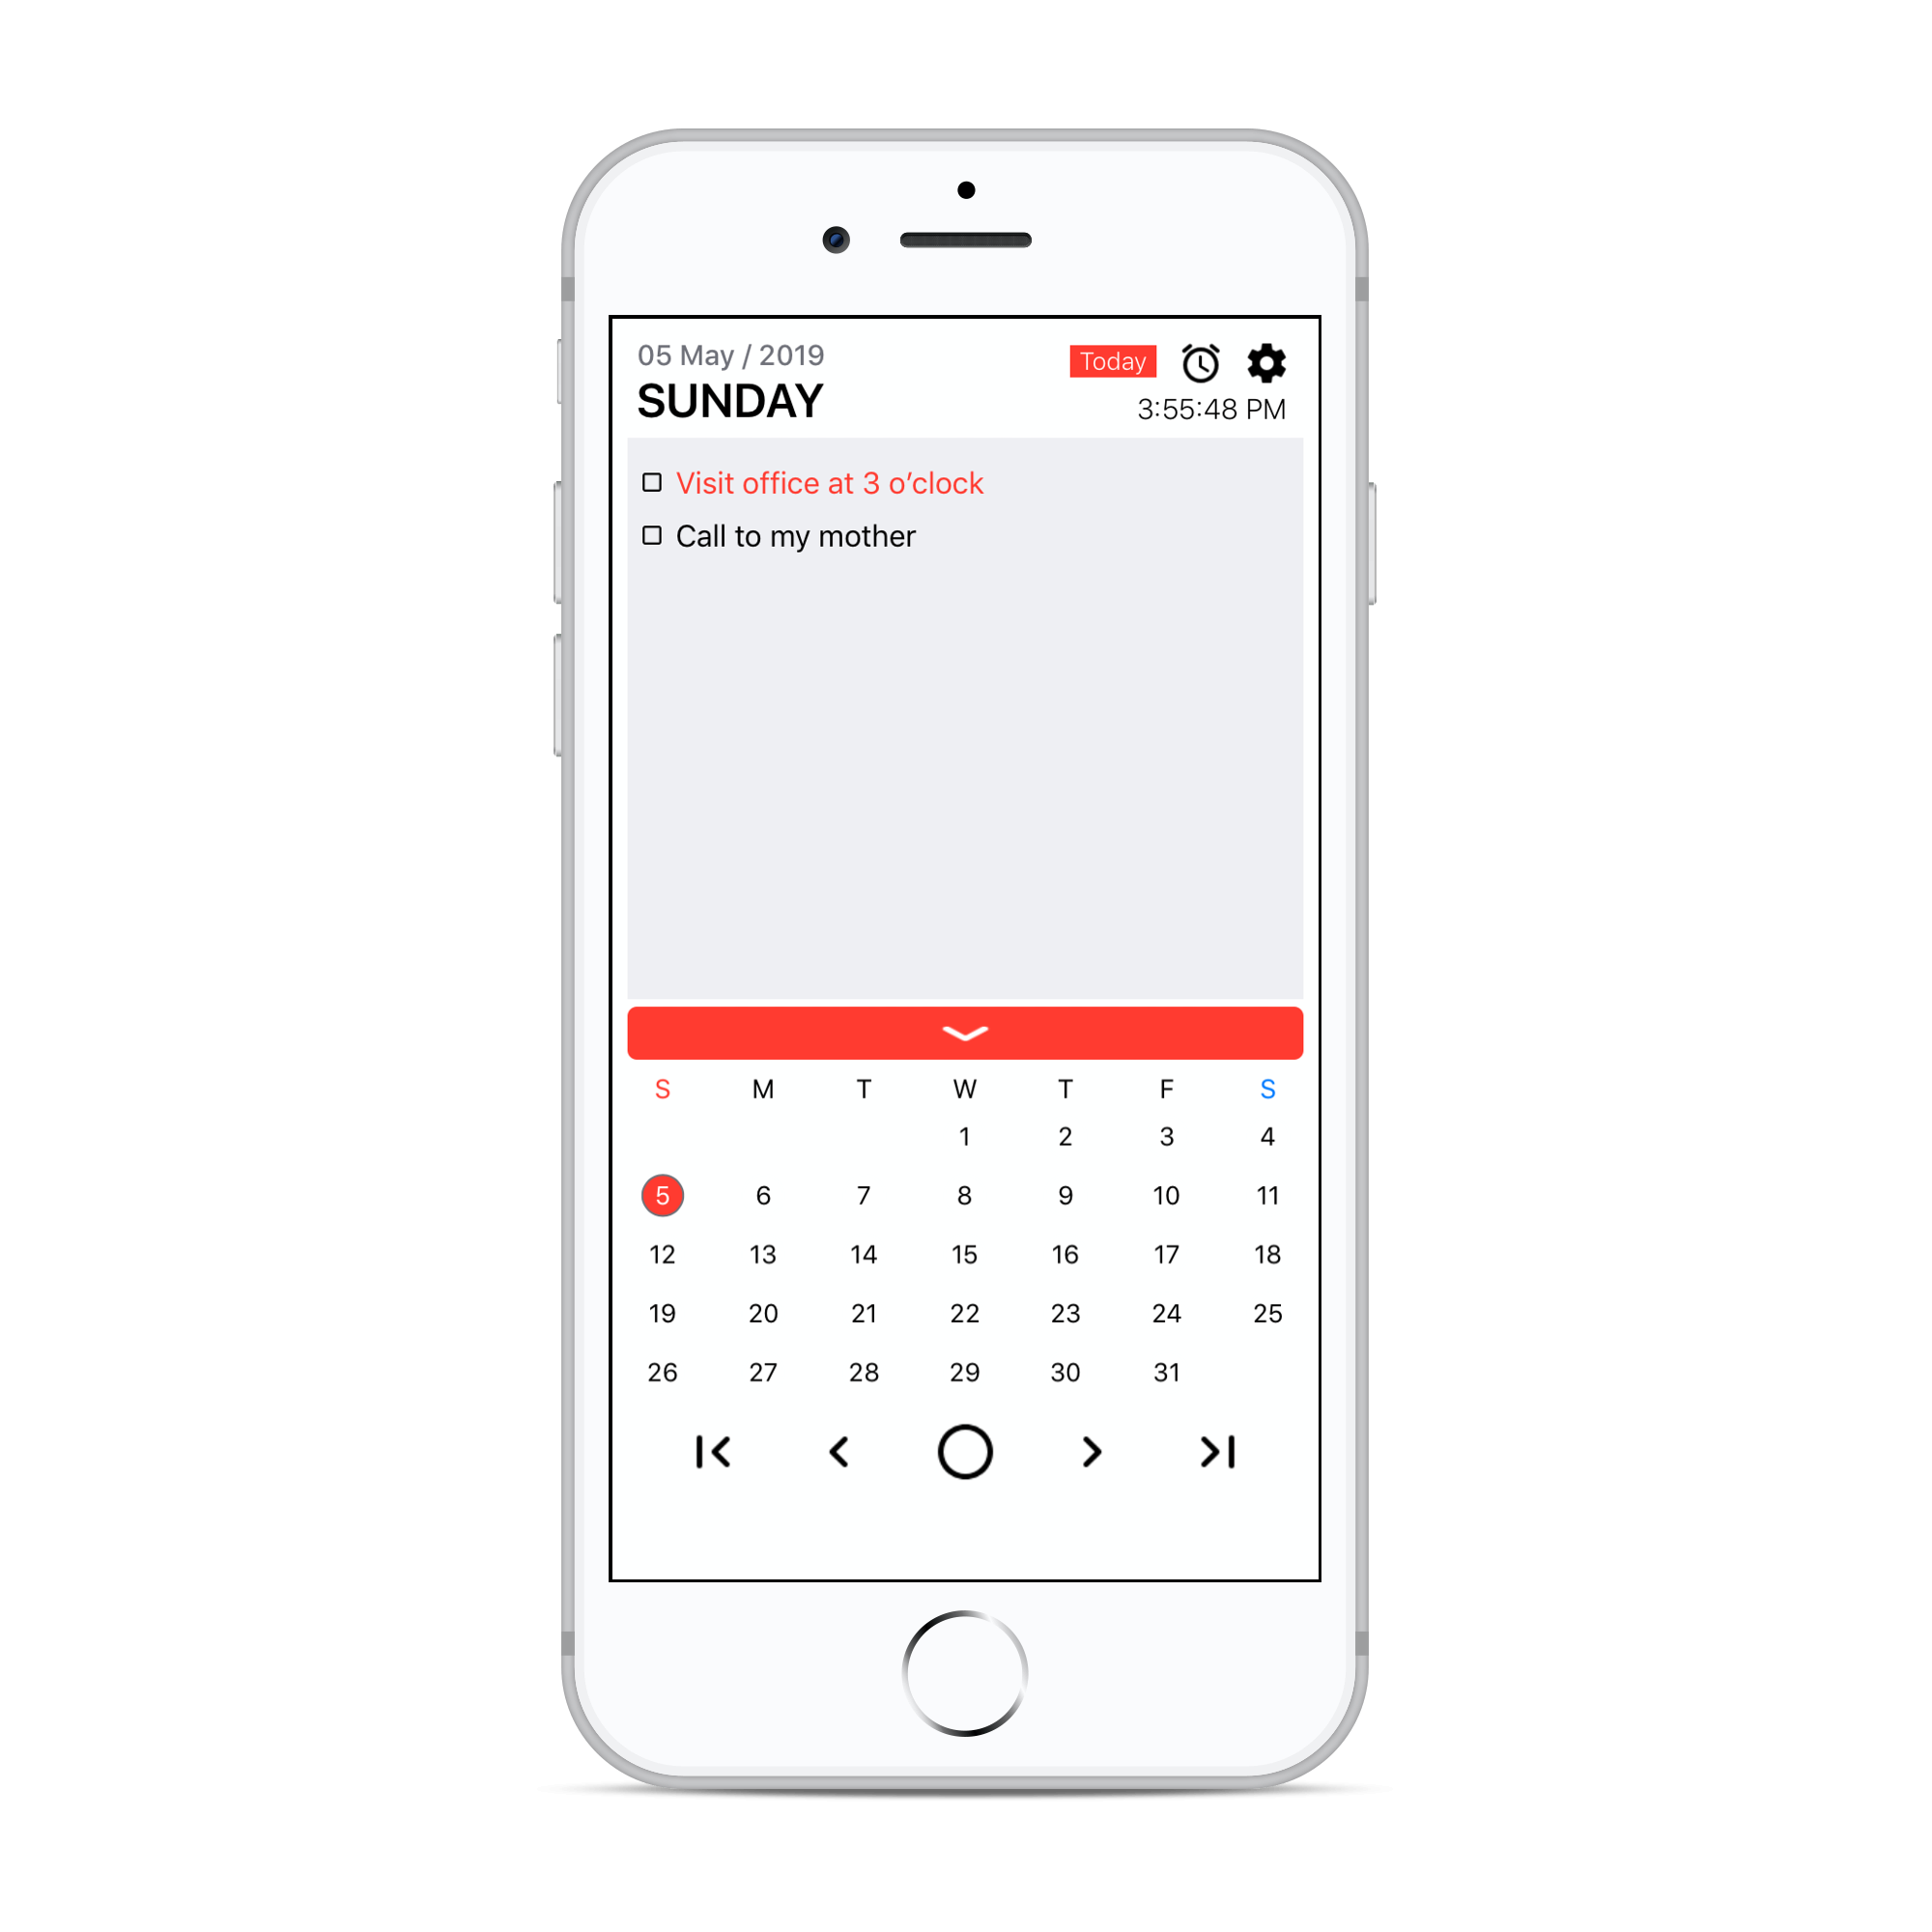 05 May / 2019
Today
SUNDAY
3:55:48 PM
Visit office at 3 o’clock
Call to my mother
S M T W T F S
1 2 3 4
5 6 7 8 9 10 11
12 13 14 15 16 17 18
19 20 21 22 23 24 25
26 27 28 29 30 31